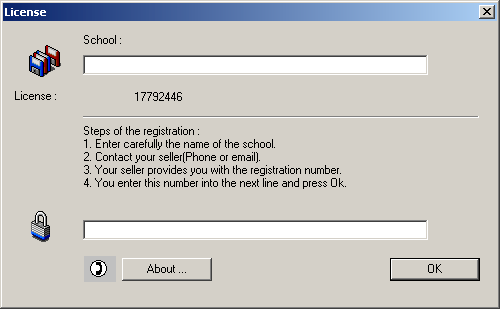 License
School :
License : 17792446
Steps of the registration :
1. Enter carefully the name of the school.
2. Contact your seller(Phone or email).
3. Your seller provides you with the registration number.
4. You enter this number into the next line and press Ok.
About ... OK